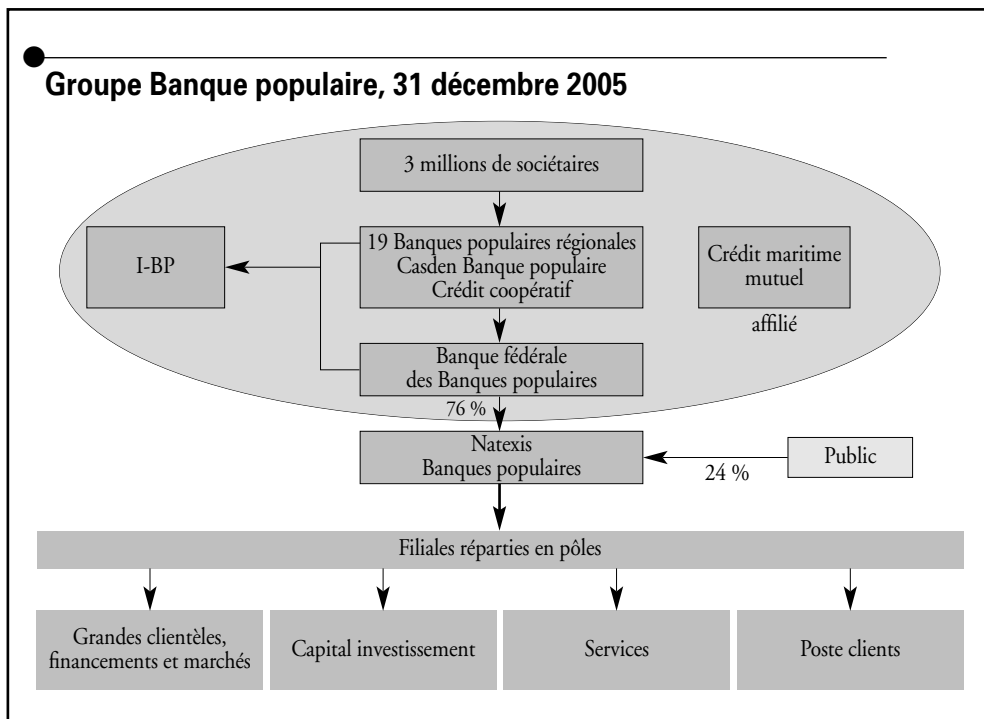 Groupe Banque populaire, 31 décembre 2005
3 millions de sociétaires
I-BP
19 Banques populaires régionales
Casden Banque populaire
Crédit coopératif
Crédit maritime
mutuel
affilié
Banque fédérale
des Banques populaires
76 %
Natexis
Banques populaires
24 %
Public
Filiales réparties en pôles
Grandes clientèles,
financements et marchés
Capital investissement
Services
Poste clients